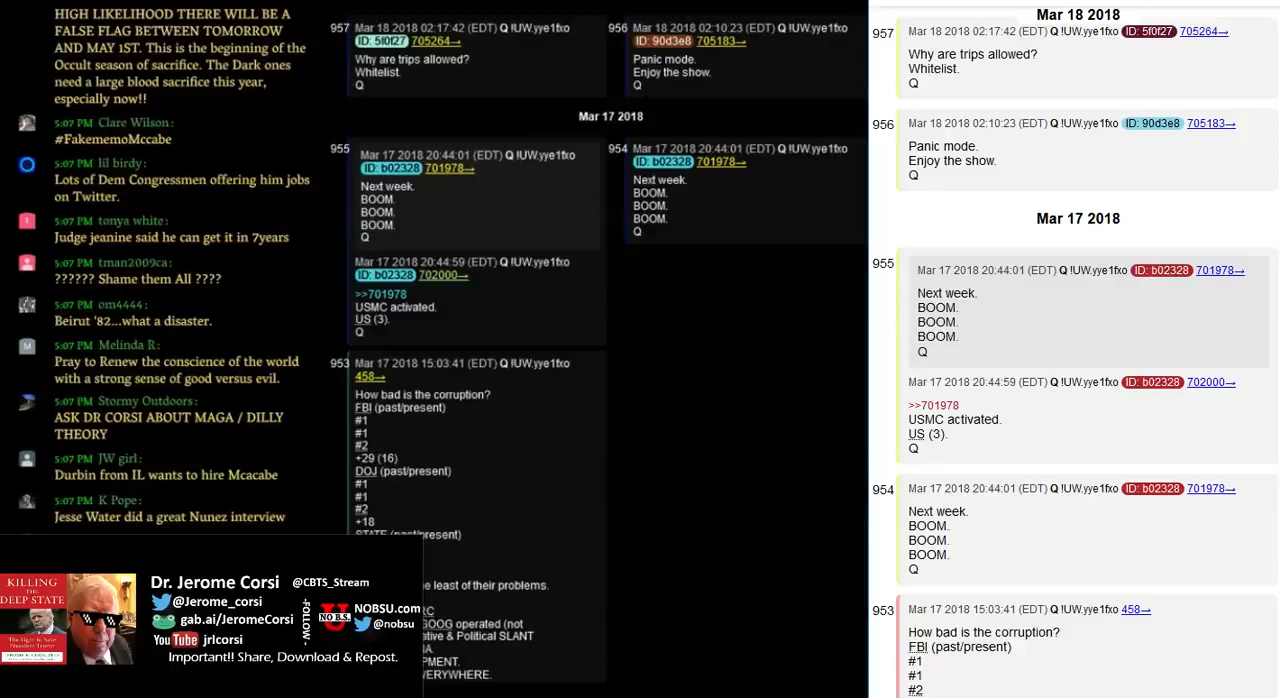 HIGH LIKELIHOOD THERE WILL BE A
FALSE FLAG BETWEEN TOMORROW
AND MAY 1ST. This is the beginning of the
Occult season of sacrifice. The Dark ones
need a large blood sacrifice this year,
especially now!!
5:07 PM Clare Wilson:
#FakememoMccabe
5:07 PM lil birdy:
Lots of Dem Congressmen offering him jobs
on Twitter.
5:07 PM tonya white:
Judge jeanine said he can get it in 7years
5:07 PM tman2009ca:
?????? Shame them All ????
5:07 PM om4444:
Beirut '82...what a disaster.
5:07 PM Melinda R:
Pray to Renew the conscience of the world
with a strong sense of good versus evil.
5:07 PM Stormy Outdoors:
ASK DR CORSI ABOUT MAGA / DILLY
THEORY
5:07 PM JW girl:
Durbin from IL wants to hire Mcacabe
5:07 PM K Pope:
Jesse Water did a great Nunez interview
KILLING
THE
DEEP STATE
Dr. Jerome Corsi @CBTS_Stream
@Jerome_corsi
gab.ai/JeromeCorsi
YouTube jrlcorsi
-FOLLOW-
U
NO B.S.
NOBSU.com
@nobsu
Important!! Share, Download & Repost.
957 Mar 18 2018 02:17:42 (EDT) Q !UW.yye1fxo
ID: 5f0f27 705264→
Why are trips allowed?
Whitelist.
Q
956 Mar 18 2018 02:10:23 (EDT) Q !UW.yye1fxo
ID: 90d3e8 705183→
Panic mode.
Enjoy the show.
Q
Mar 17 2018
955
Mar 17 2018 20:44:01 (EDT) Q !UW.yye1fxo
ID: b02328 701978→
Next week.
BOOM.
BOOM.
BOOM.
Q
Mar 17 2018 20:44:59 (EDT) Q !UW.yye1fxo
ID: b02328 702000→
>>701978
USMC activated.
US (3).
Q
954 Mar 17 2018 20:44:01 (EDT) Q !UW.yye1fxo
ID: b02328 701978→
Next week.
BOOM.
BOOM.
BOOM.
Q
953 Mar 17 2018 15:03:41 (EDT) Q !UW.yye1fxo
458→
How bad is the corruption?
FBI (past/present)
#1
#1
#2
+29 (16)
DOJ (past/present)
#1
#1
#2
+18
STATE (past/present)
e least of their problems.
RC
GOOG operated (not
ative & Political SLANT
A.
PMENT.
VERYWHERE.
Mar 18 2018
957 Mar 18 2018 02:17:42 (EDT) Q !UW.yye1fxo ID: 5f0f27 705264→
Why are trips allowed?
Whitelist.
Q
956 Mar 18 2018 02:10:23 (EDT) Q !UW.yye1fxo ID: 90d3e8 705183→
Panic mode.
Enjoy the show.
Q
Mar 17 2018
955
Mar 17 2018 20:44:01 (EDT) Q !UW.yye1fxo ID: b02328 701978→
Next week.
BOOM.
BOOM.
BOOM.
Q
Mar 17 2018 20:44:59 (EDT) Q !UW.yye1fxo ID: b02328 702000→
>>701978
USMC activated.
US (3).
Q
954 Mar 17 2018 20:44:01 (EDT) Q !UW.yye1fxo ID: b02328 701978→
Next week.
BOOM.
BOOM.
BOOM.
Q
953 Mar 17 2018 15:03:41 (EDT) Q !UW.yye1fxo 458→
How bad is the corruption?
FBI (past/present)
#1
#1
#2